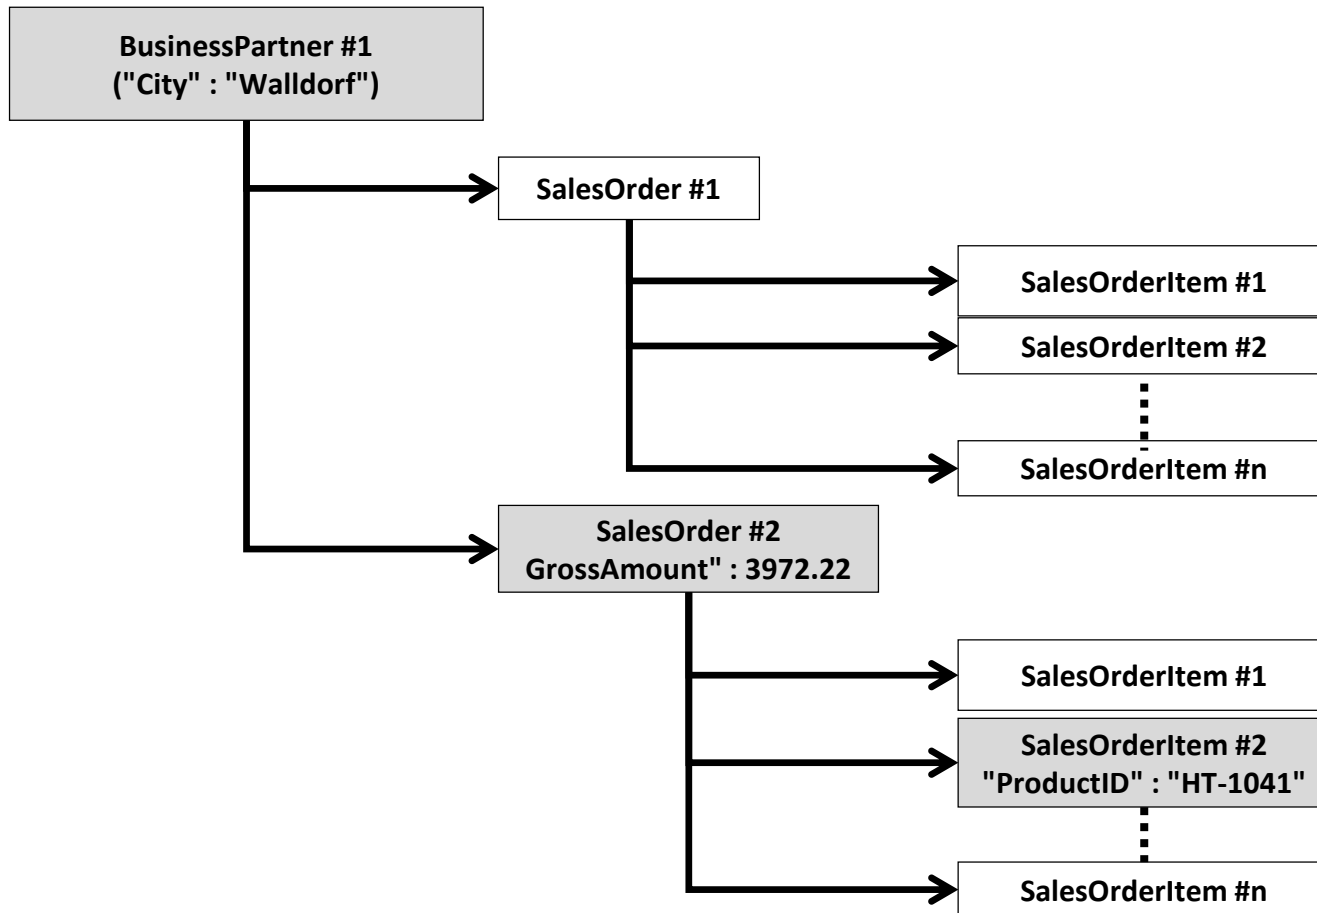 BusinessPartner #1
("City" : "Walldorf")
SalesOrder #1
SalesOrderItem #1
SalesOrderItem #2
SalesOrderItem #n
SalesOrder #2
GrossAmount" : 3972.22
SalesOrderItem #1
SalesOrderItem #2
"ProductID" : "HT-1041"
SalesOrderItem #n